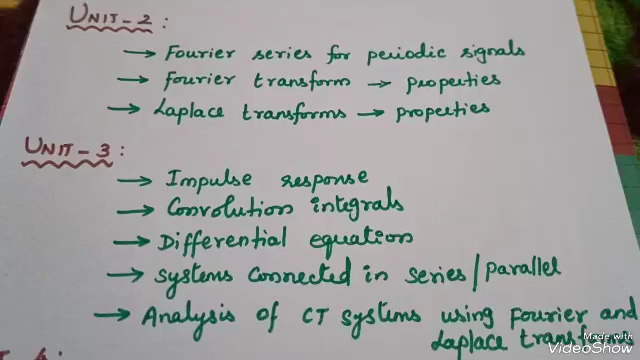 UNIT-2:
→ Fourier series for periodic signals
→ Fourier transform → properties
→ Laplace transforms → properties
UNIT-3:
→ Impulse response
→ Convolution integrals
→ Differential equation
→ Systems connected in series/parallel
→ Analysis of CT systems using Fourier and
Laplace transforms
Made with
VideoShow